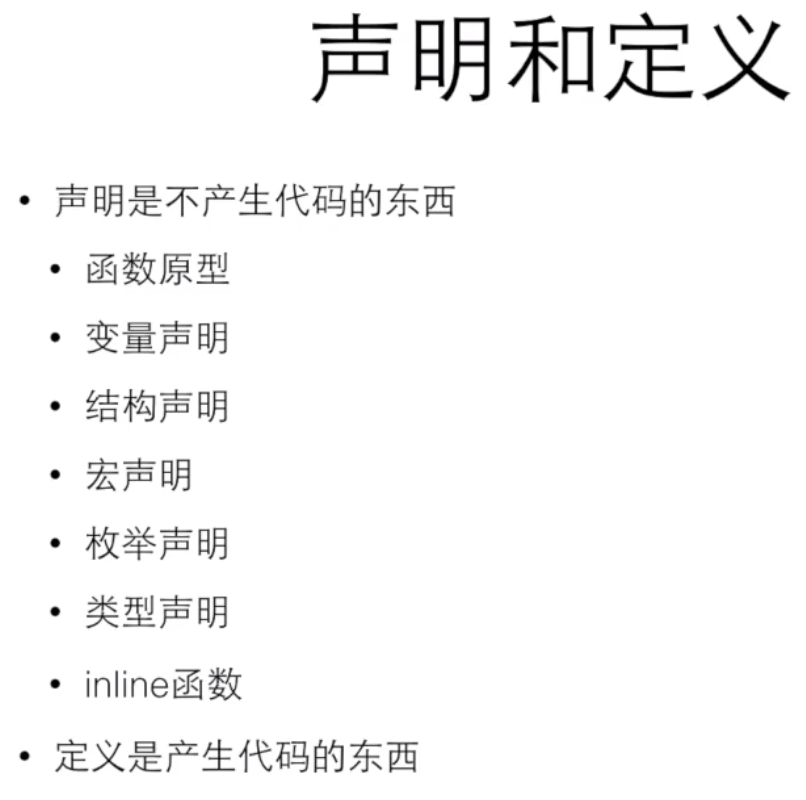 声明和定义
• 声明是不产生代码的东西
• 函数原型
• 变量声明
• 结构声明
• 宏声明
• 枚举声明
• 类型声明
• inline函数
• 定义是产生代码的东西